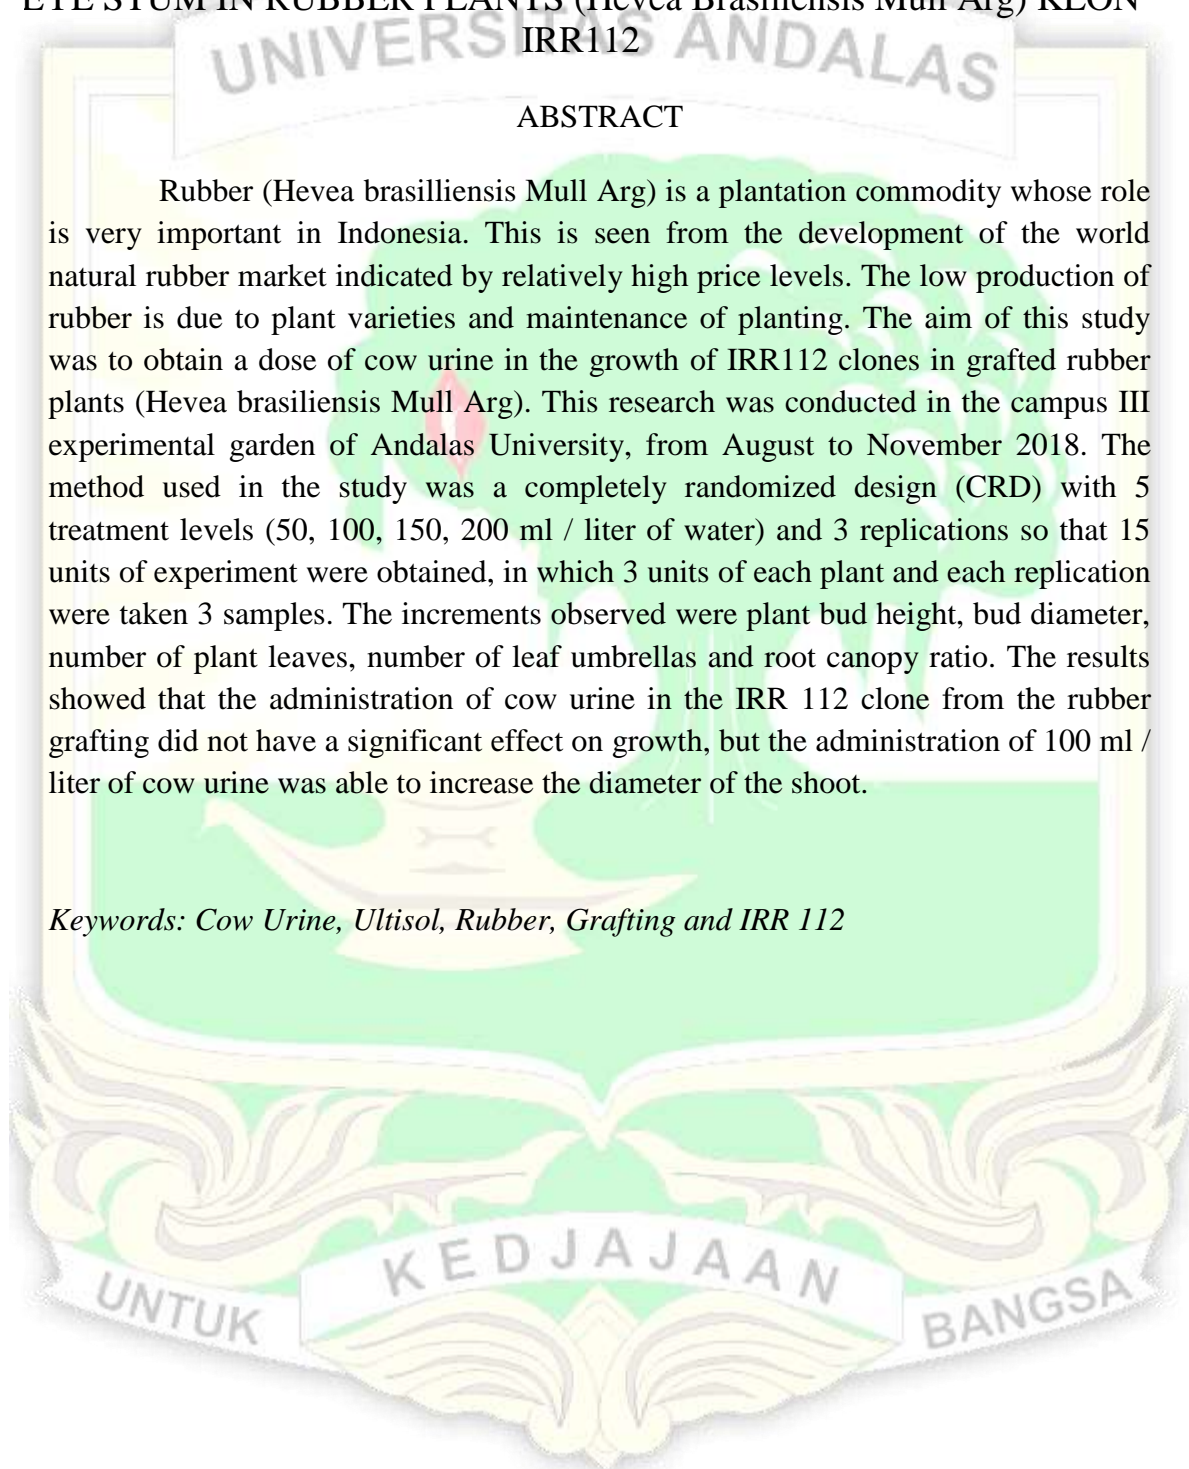 EYE STUM IN RUBBER PLANTS (Hevea Brasiliensis Mull Arg) KLON
IRR112
UNIVERSITAS ANDALAS
ABSTRACT
Rubber (Hevea brasilliensis Mull Arg) is a plantation commodity whose role
is very important in Indonesia. This is seen from the development of the world
natural rubber market indicated by relatively high price levels. The low production of
rubber is due to plant varieties and maintenance of planting. The aim of this study
was to obtain a dose of cow urine in the growth of IRR112 clones in grafted rubber
plants (Hevea brasiliensis Mull Arg). This research was conducted in the campus III
experimental garden of Andalas University, from August to November 2018. The
method used in the study was a completely randomized design (CRD) with 5
treatment levels (50, 100, 150, 200 ml / liter of water) and 3 replications so that 15
units of experiment were obtained, in which 3 units of each plant and each replication
were taken 3 samples. The increments observed were plant bud height, bud diameter,
number of plant leaves, number of leaf umbrellas and root canopy ratio. The results
showed that the administration of cow urine in the IRR 112 clone from the rubber
grafting did not have a significant effect on growth, but the administration of 100 ml /
liter of cow urine was able to increase the diameter of the shoot.
Keywords: Cow Urine, Ultisol, Rubber, Grafting and IRR 112
UNTUK KEDJAJAAN BANGSA